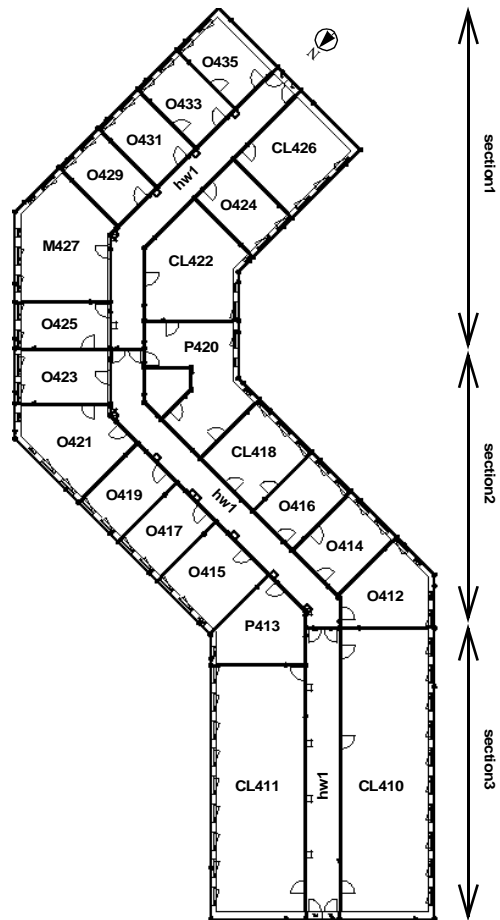 O435
N
O433
CL426
O431
O429
hw1
O424
M427
CL422
O425
P420
O423
O421
CL418
O419
hw1
O416
O417
O414
O415
O412
P413
CL411
hw1
CL410
section1
section2
section3